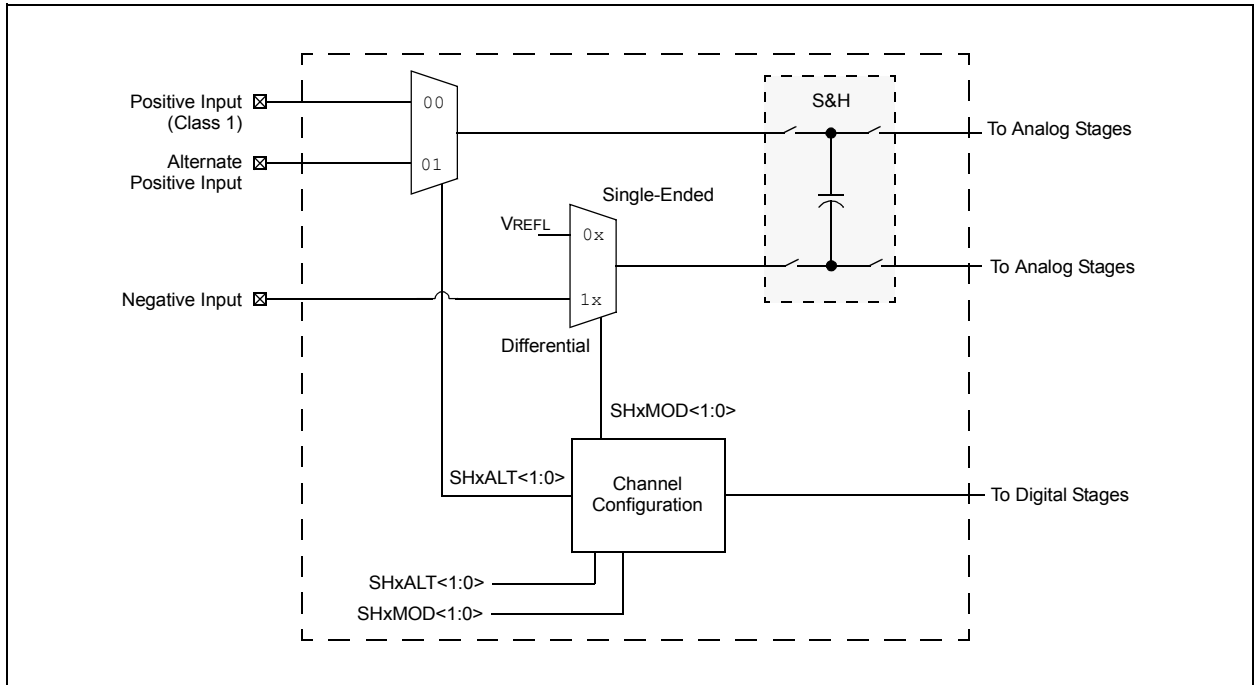 Positive Input
(Class 1)
00
S&H
To Analog Stages
Alternate
Positive Input
01
Single-Ended
VREFL
0x
To Analog Stages
Negative Input
1x
Differential
SHxMOD<1:0>
SHxALT<1:0>
Channel
Configuration
To Digital Stages
SHxALT<1:0>
SHxMOD<1:0>